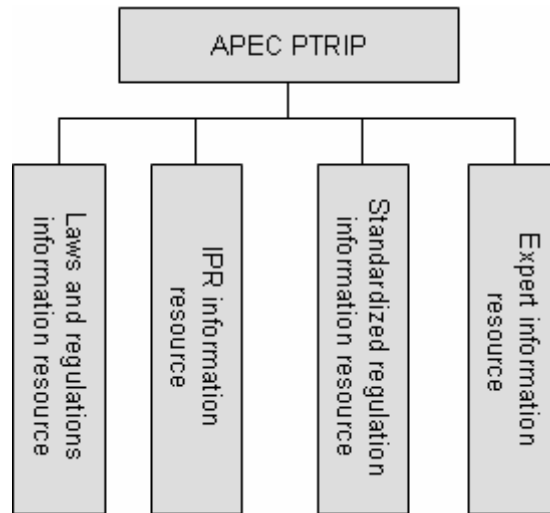 APEC PTRIP
Laws and regulations
information resource
IPR information
resource
Standardized regulation
information resource
Expert information
resource